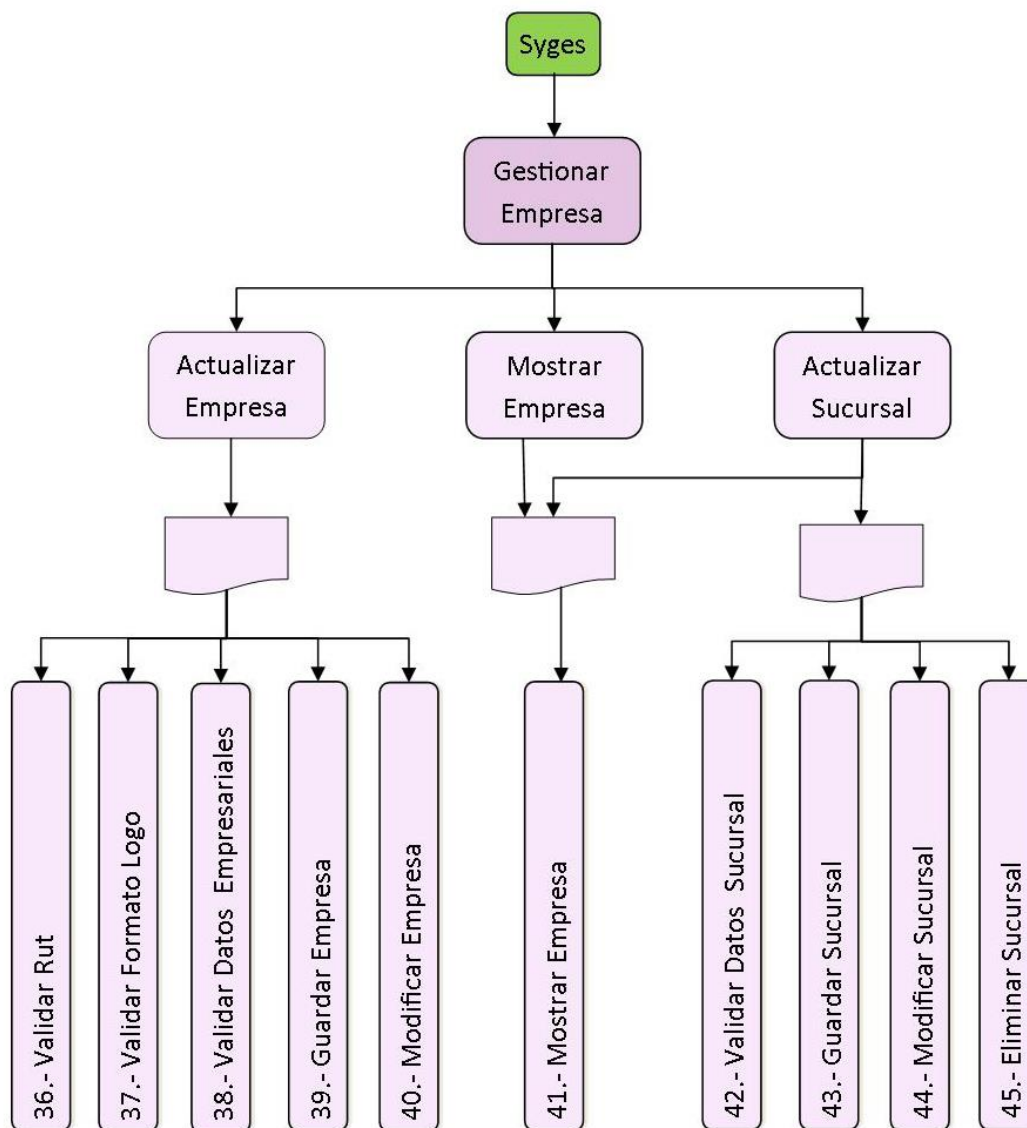 Syges
Gestionar
Empresa
Actualizar
Empresa
Mostrar
Empresa
Actualizar
Sucursal
36.- Validar Rut
37.- Validar Formato Logo
38.- Validar Datos Empresariales
39.- Guardar Empresa
40.- Modificar Empresa
41.- Mostrar Empresa
42.- Validar Datos Sucursal
43.- Guardar Sucursal
44.- Modificar Sucursal
45.- Eliminar Sucursal